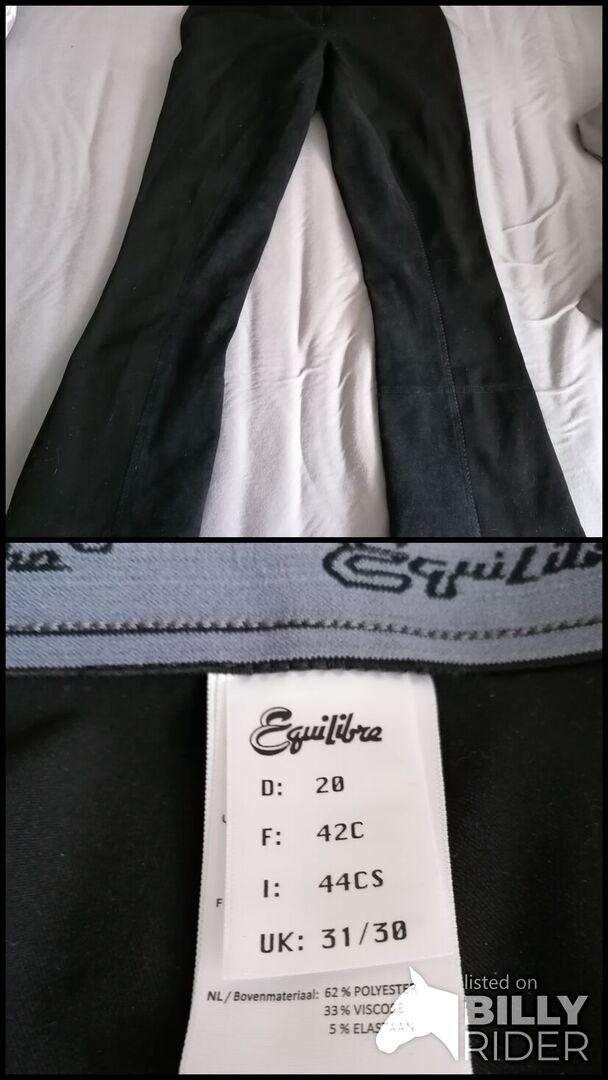 EquiLibre
EquiLibre
D: 20
F: 42C
I: 44CS
UK: 31/30
F
NL / Bovenmateriaal: 62 % POLYESTER
33 % VISCOSE
5 % ELASTAAN
listed on
BILLY
RIDER